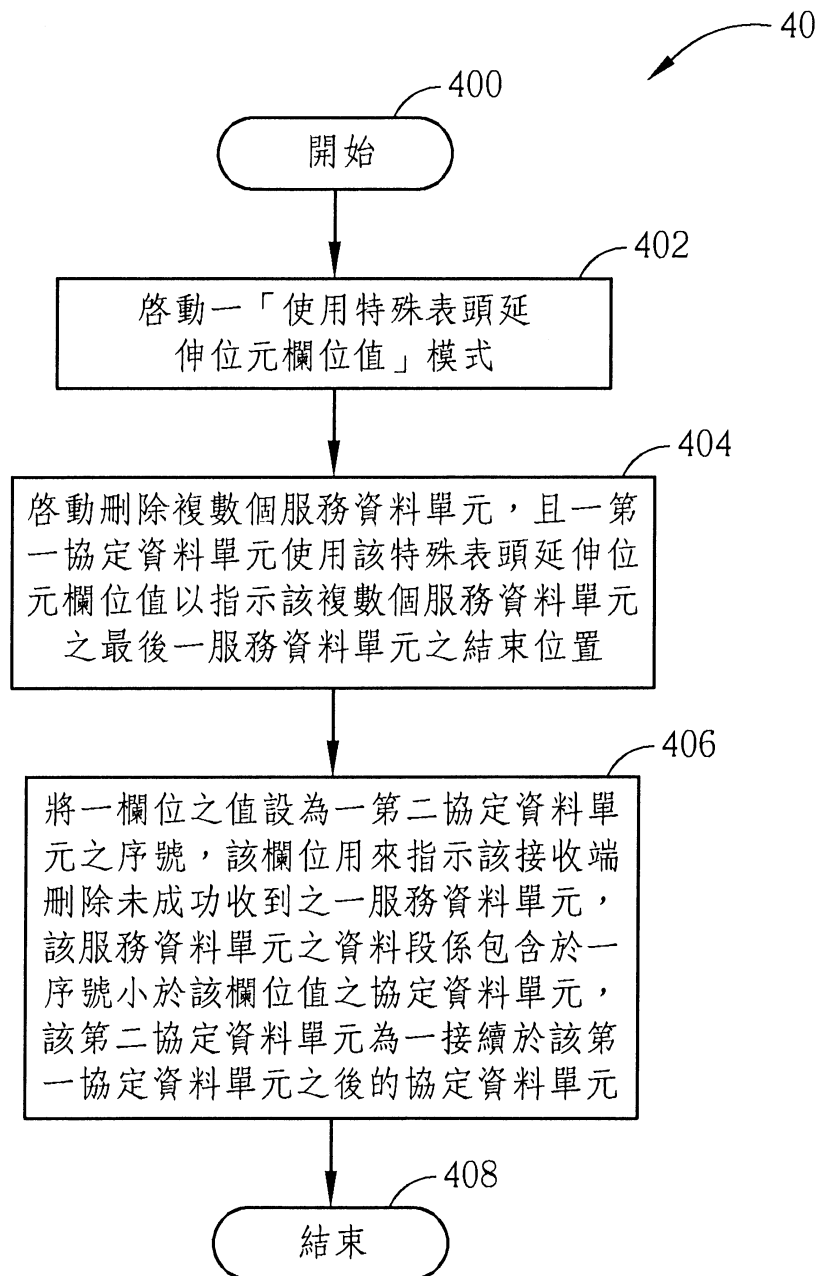 40
400
開始
402
啓動一「使用特殊表頭延
伸位元欄位值」模式
404
啓動刪除複數個服務資料單元,且一第
一協定資料單元使用該特殊表頭延伸位
元欄位值以指示該複數個服務資料單元
之最後一服務資料單元之結束位置
406
將一欄位之值設為一第二協定資料單
元之序號,該欄位用來指示該接收端
刪除未成功收到之一服務資料單元,
該服務資料單元之資料段係包含於一
序號小於該欄位值之協定資料單元,
該第二協定資料單元為一接續於該第
一協定資料單元之後的協定資料單元
408
結束